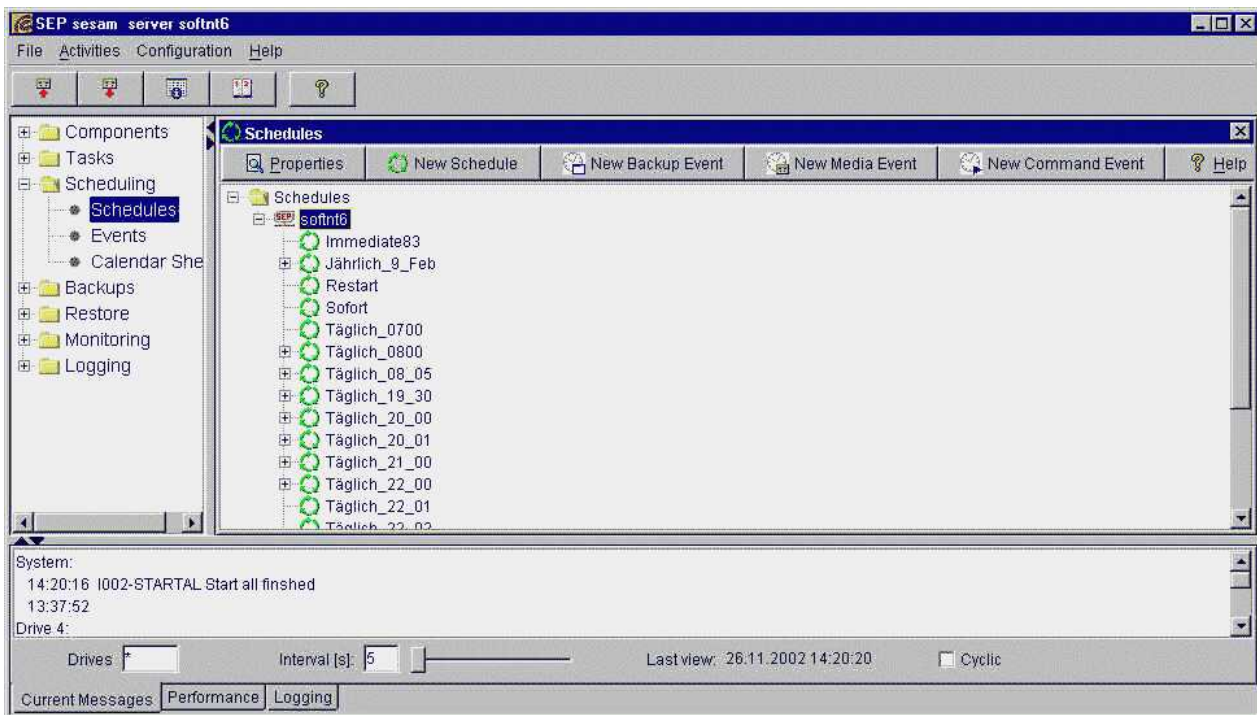 SEP sesam server softnt6
File Activities Configuration Help
Components
Tasks
Scheduling
Schedules
Events
Calendar She
Backups
Restore
Monitoring
Logging
Schedules
Properties New Schedule New Backup Event New Media Event New Command Event Help
Schedules
SEP softnt6
Immediate83
Jährlich_9_Feb
Restart
Sofort
Täglich_0700
Täglich_0800
Täglich_08_05
Täglich_19_30
Täglich_20_00
Täglich_20_01
Täglich_21_00
Täglich_22_00
Täglich_22_01
Täglich_22_02
System:
14:20:16 I002-STARTAL Start all finshed
13:37:52
Drive 4:
Drives * Interval [s]: 5 Last view: 26.11.2002 14:20:20 Cyclic
Current Messages Performance Logging